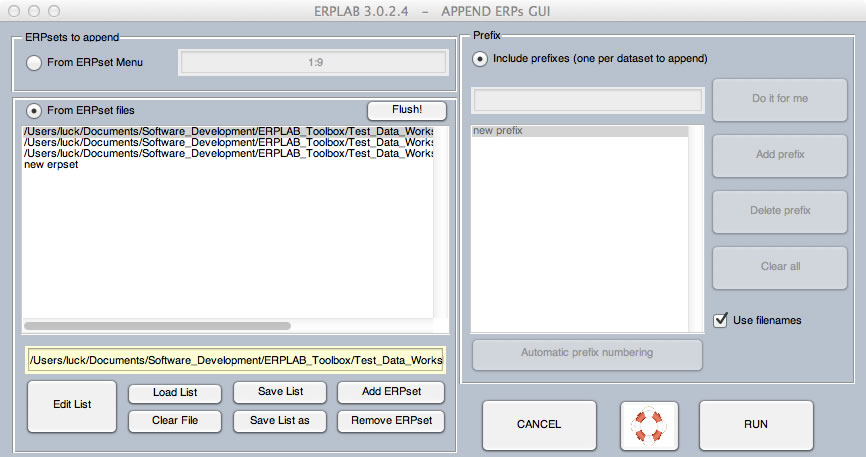 ERPLAB 3.0.2.4 - APPEND ERPs GUI
ERPsets to append
From ERPset Menu
1:9
From ERPset files
Flush!
/Users/luck/Documents/Software_Development/ERPLAB_Toolbox/Test_Data_Works
/Users/luck/Documents/Software_Development/ERPLAB_Toolbox/Test_Data_Works
/Users/luck/Documents/Software_Development/ERPLAB_Toolbox/Test_Data_Works
new erpset
/Users/luck/Documents/Software_Development/ERPLAB_Toolbox/Test_Data_Works
Edit List
Load List
Save List
Add ERPset
Clear File
Save List as
Remove ERPset
Prefix
Include prefixes (one per dataset to append)
Do it for me
new prefix
Add prefix
Delete prefix
Clear all
Use filenames
Automatic prefix numbering
CANCEL
RUN